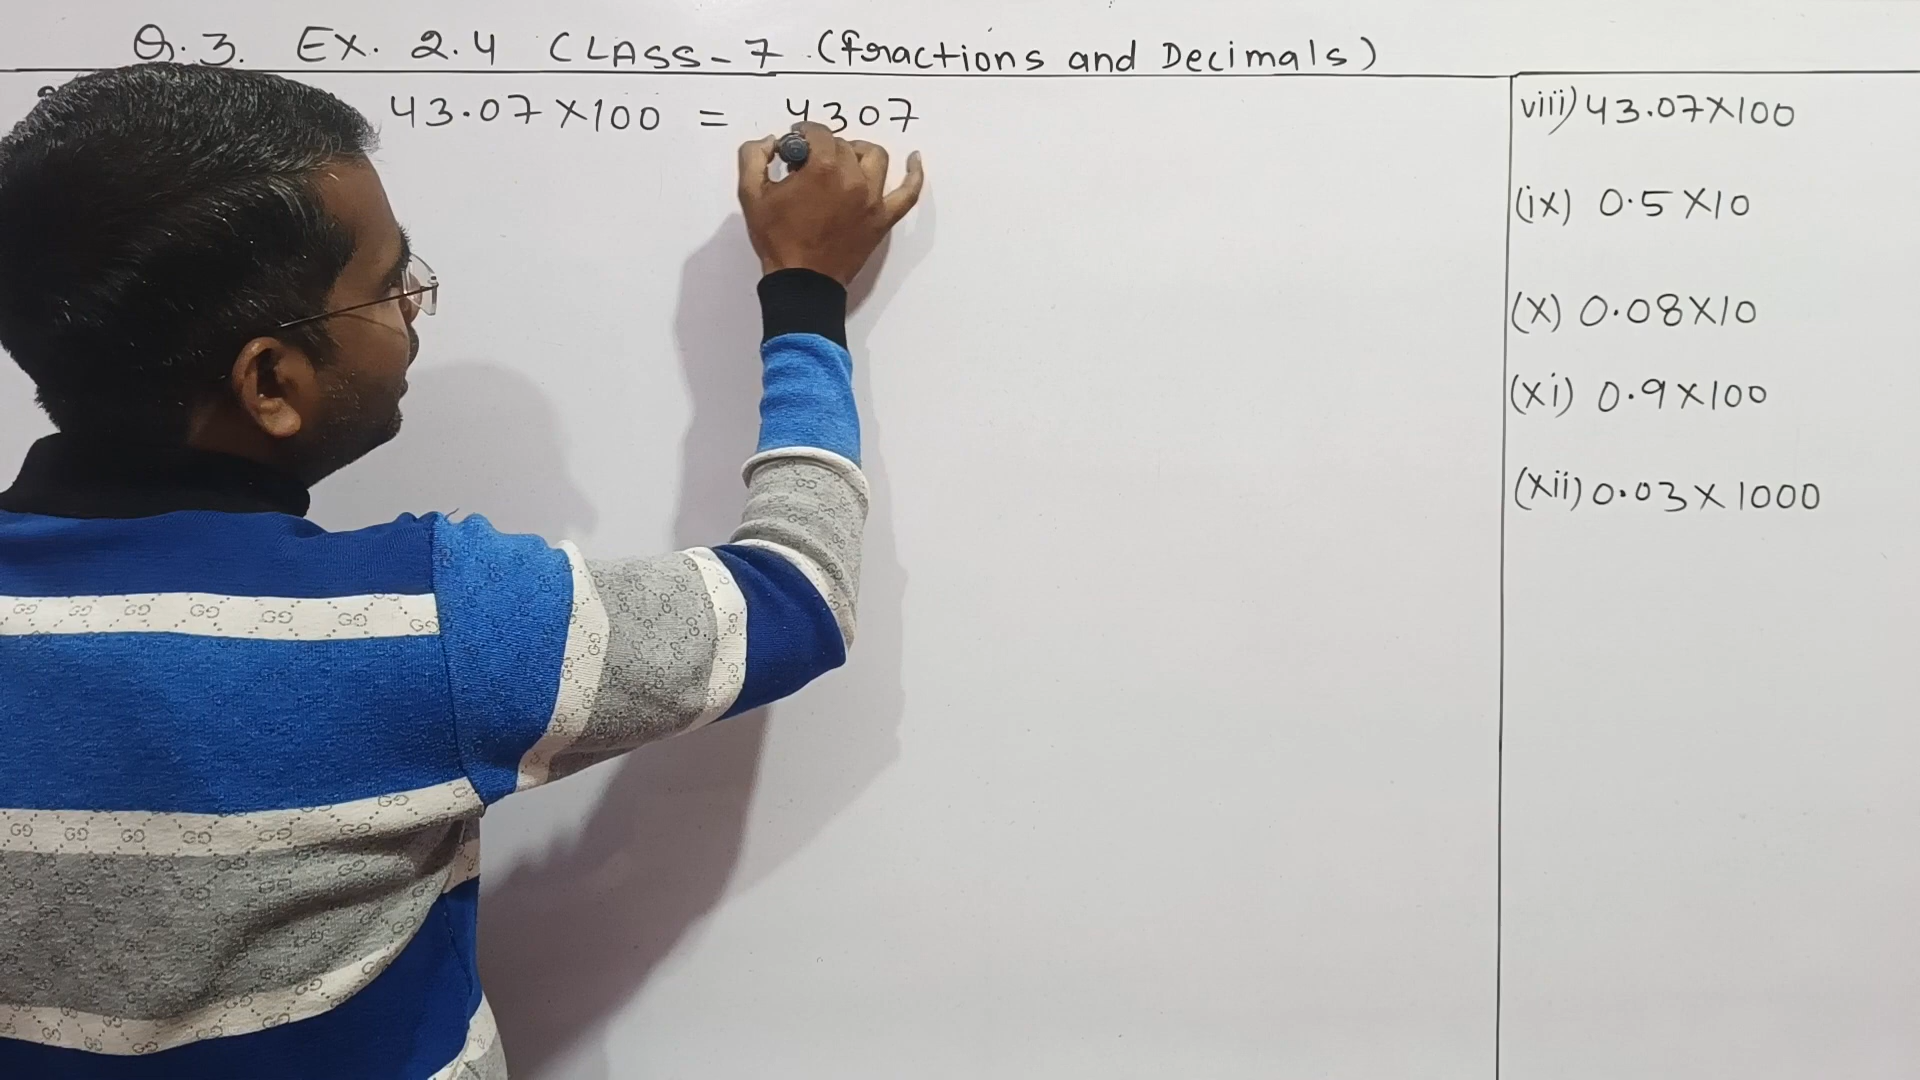 Q.3. EX. 2.4 CLASS-7 (Fractions and Decimals)
43.07×100 = 4307
viii) 43.07×100
(ix) 0.5×10
(x) 0.08×10
(xi) 0.9×100
(xii) 0.03×1000